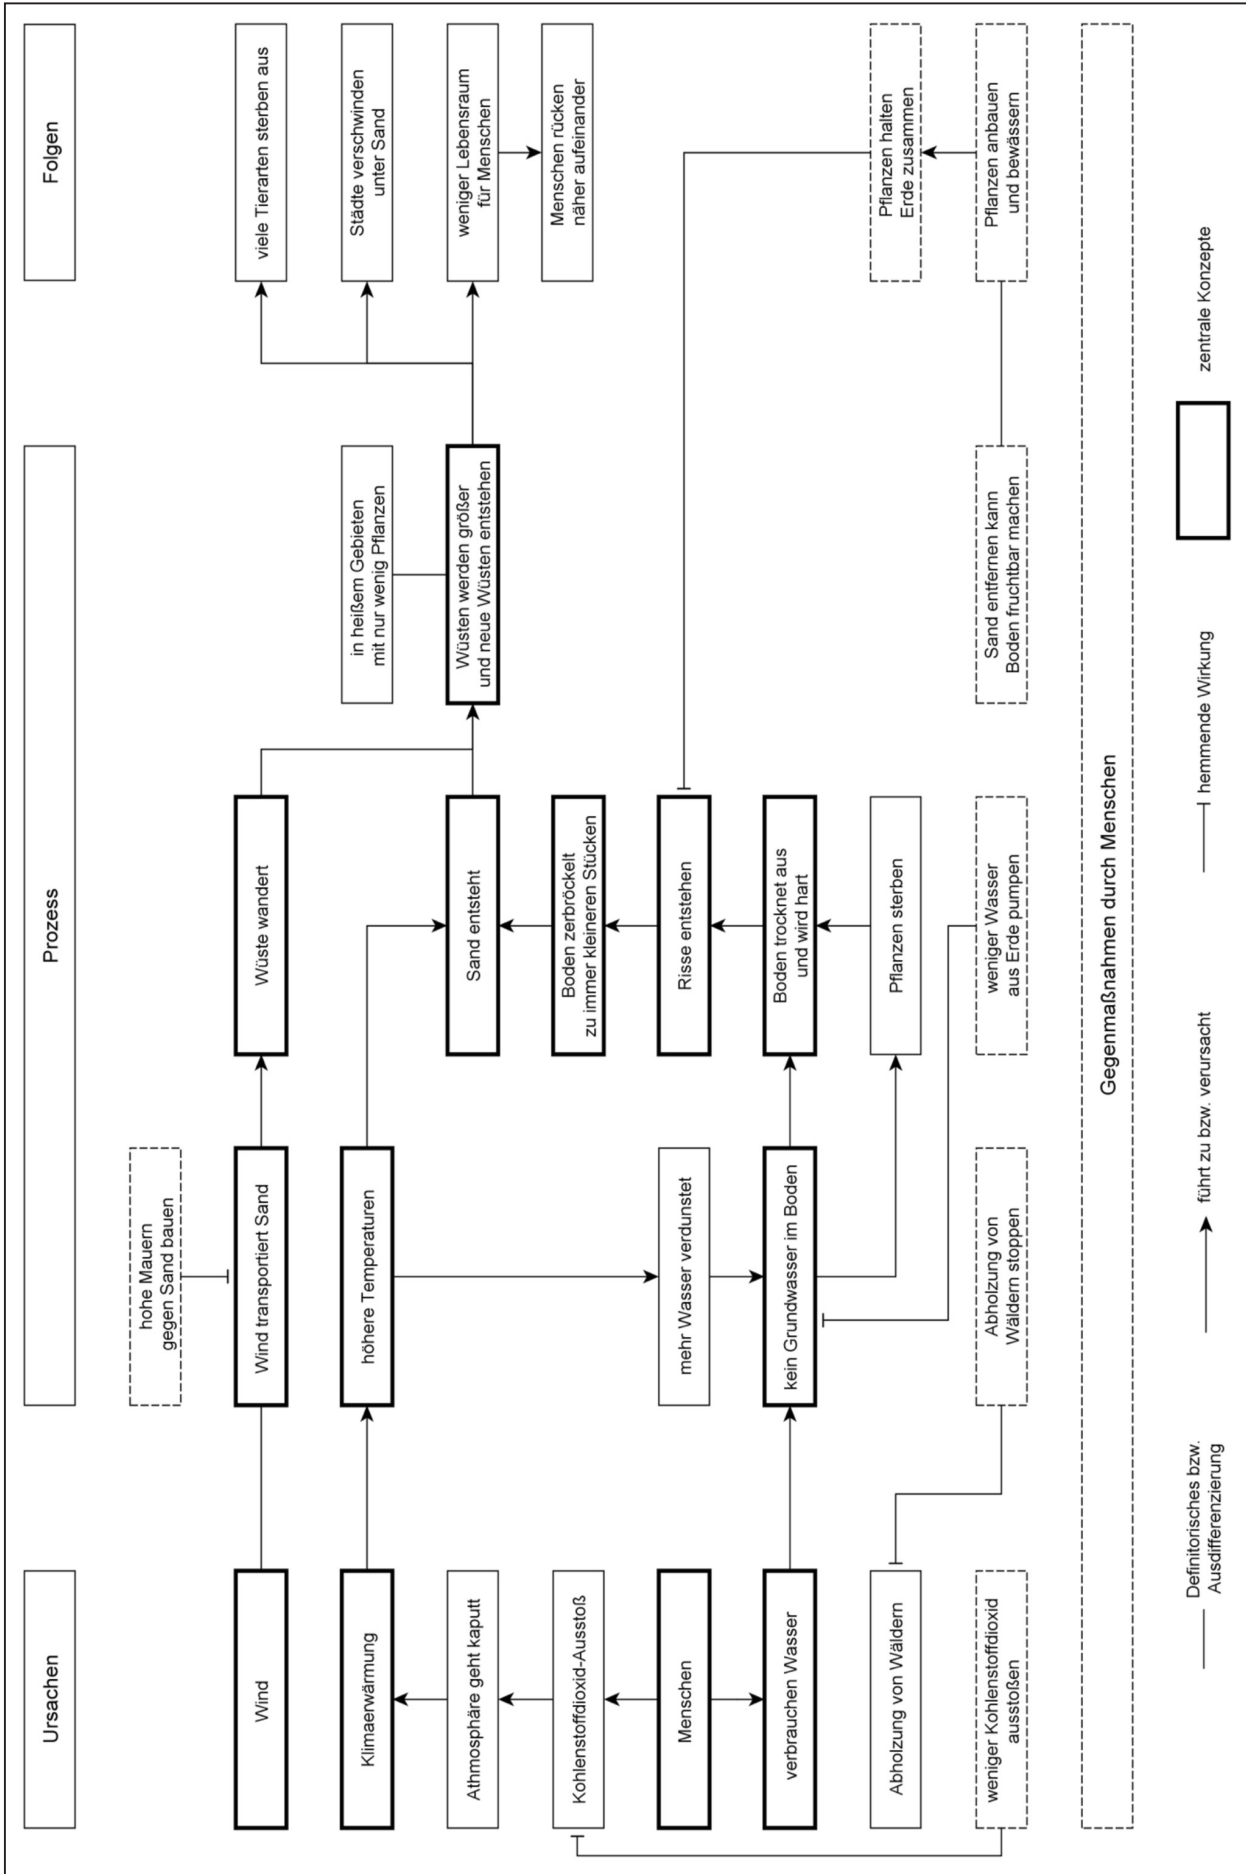 Ursachen
Prozess
Folgen
hohe Mauern
gegen Sand bauen
Wind
Wind transportiert Sand
Wüste wandert
viele Tierarten sterben aus
Klimaerwärmung
höhere Temperaturen
in heißem Gebieten
mit nur wenig Pflanzen
Städte verschwinden
unter Sand
Athmosphäre geht kaputt
Sand entsteht
Wüsten werden größer
und neue Wüsten entstehen
weniger Lebensraum
für Menschen
Kohlenstoffdioxid-Ausstoß
Boden zerbröckelt
zu immer kleineren Stücken
Menschen rücken
näher aufeinander
Menschen
mehr Wasser verdunstet
Risse entstehen
verbrauchen Wasser
kein Grundwasser im Boden
Boden trocknet aus
und wird hart
Abholzung von Wäldern
Pflanzen sterben
Pflanzen halten
Erde zusammen
weniger Kohlenstoffdioxid
ausstoßen
Abholzung von
Wäldern stoppen
weniger Wasser
aus Erde pumpen
Sand entfernen kann
Boden fruchtbar machen
Pflanzen anbauen
und bewässern
Gegenmaßnahmen durch Menschen
Definitorisches bzw.
Ausdifferenzierung
führt zu bzw. verursacht
hemmende Wirkung
zentrale Konzepte